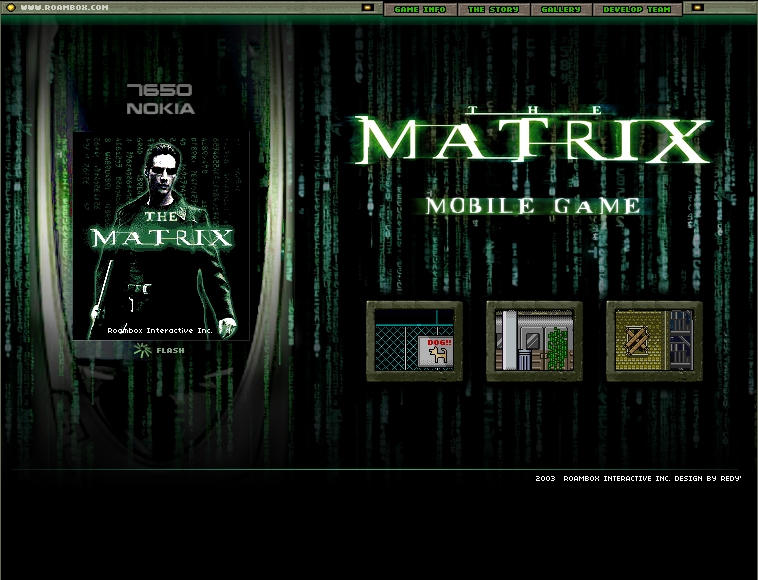 WWW.ROAMBOX.COM
GAME INFO
THE STORY
GALLERY
DEVELOP TEAM
7650
NOKIA
THE
MATRIX
Roambox Interactive Inc.
FLASH
THE
MATRIX
MOBILE GAME
DOG!!
2003 ROAMBOX INTERACTIVE INC. DESIGN BY REDY'